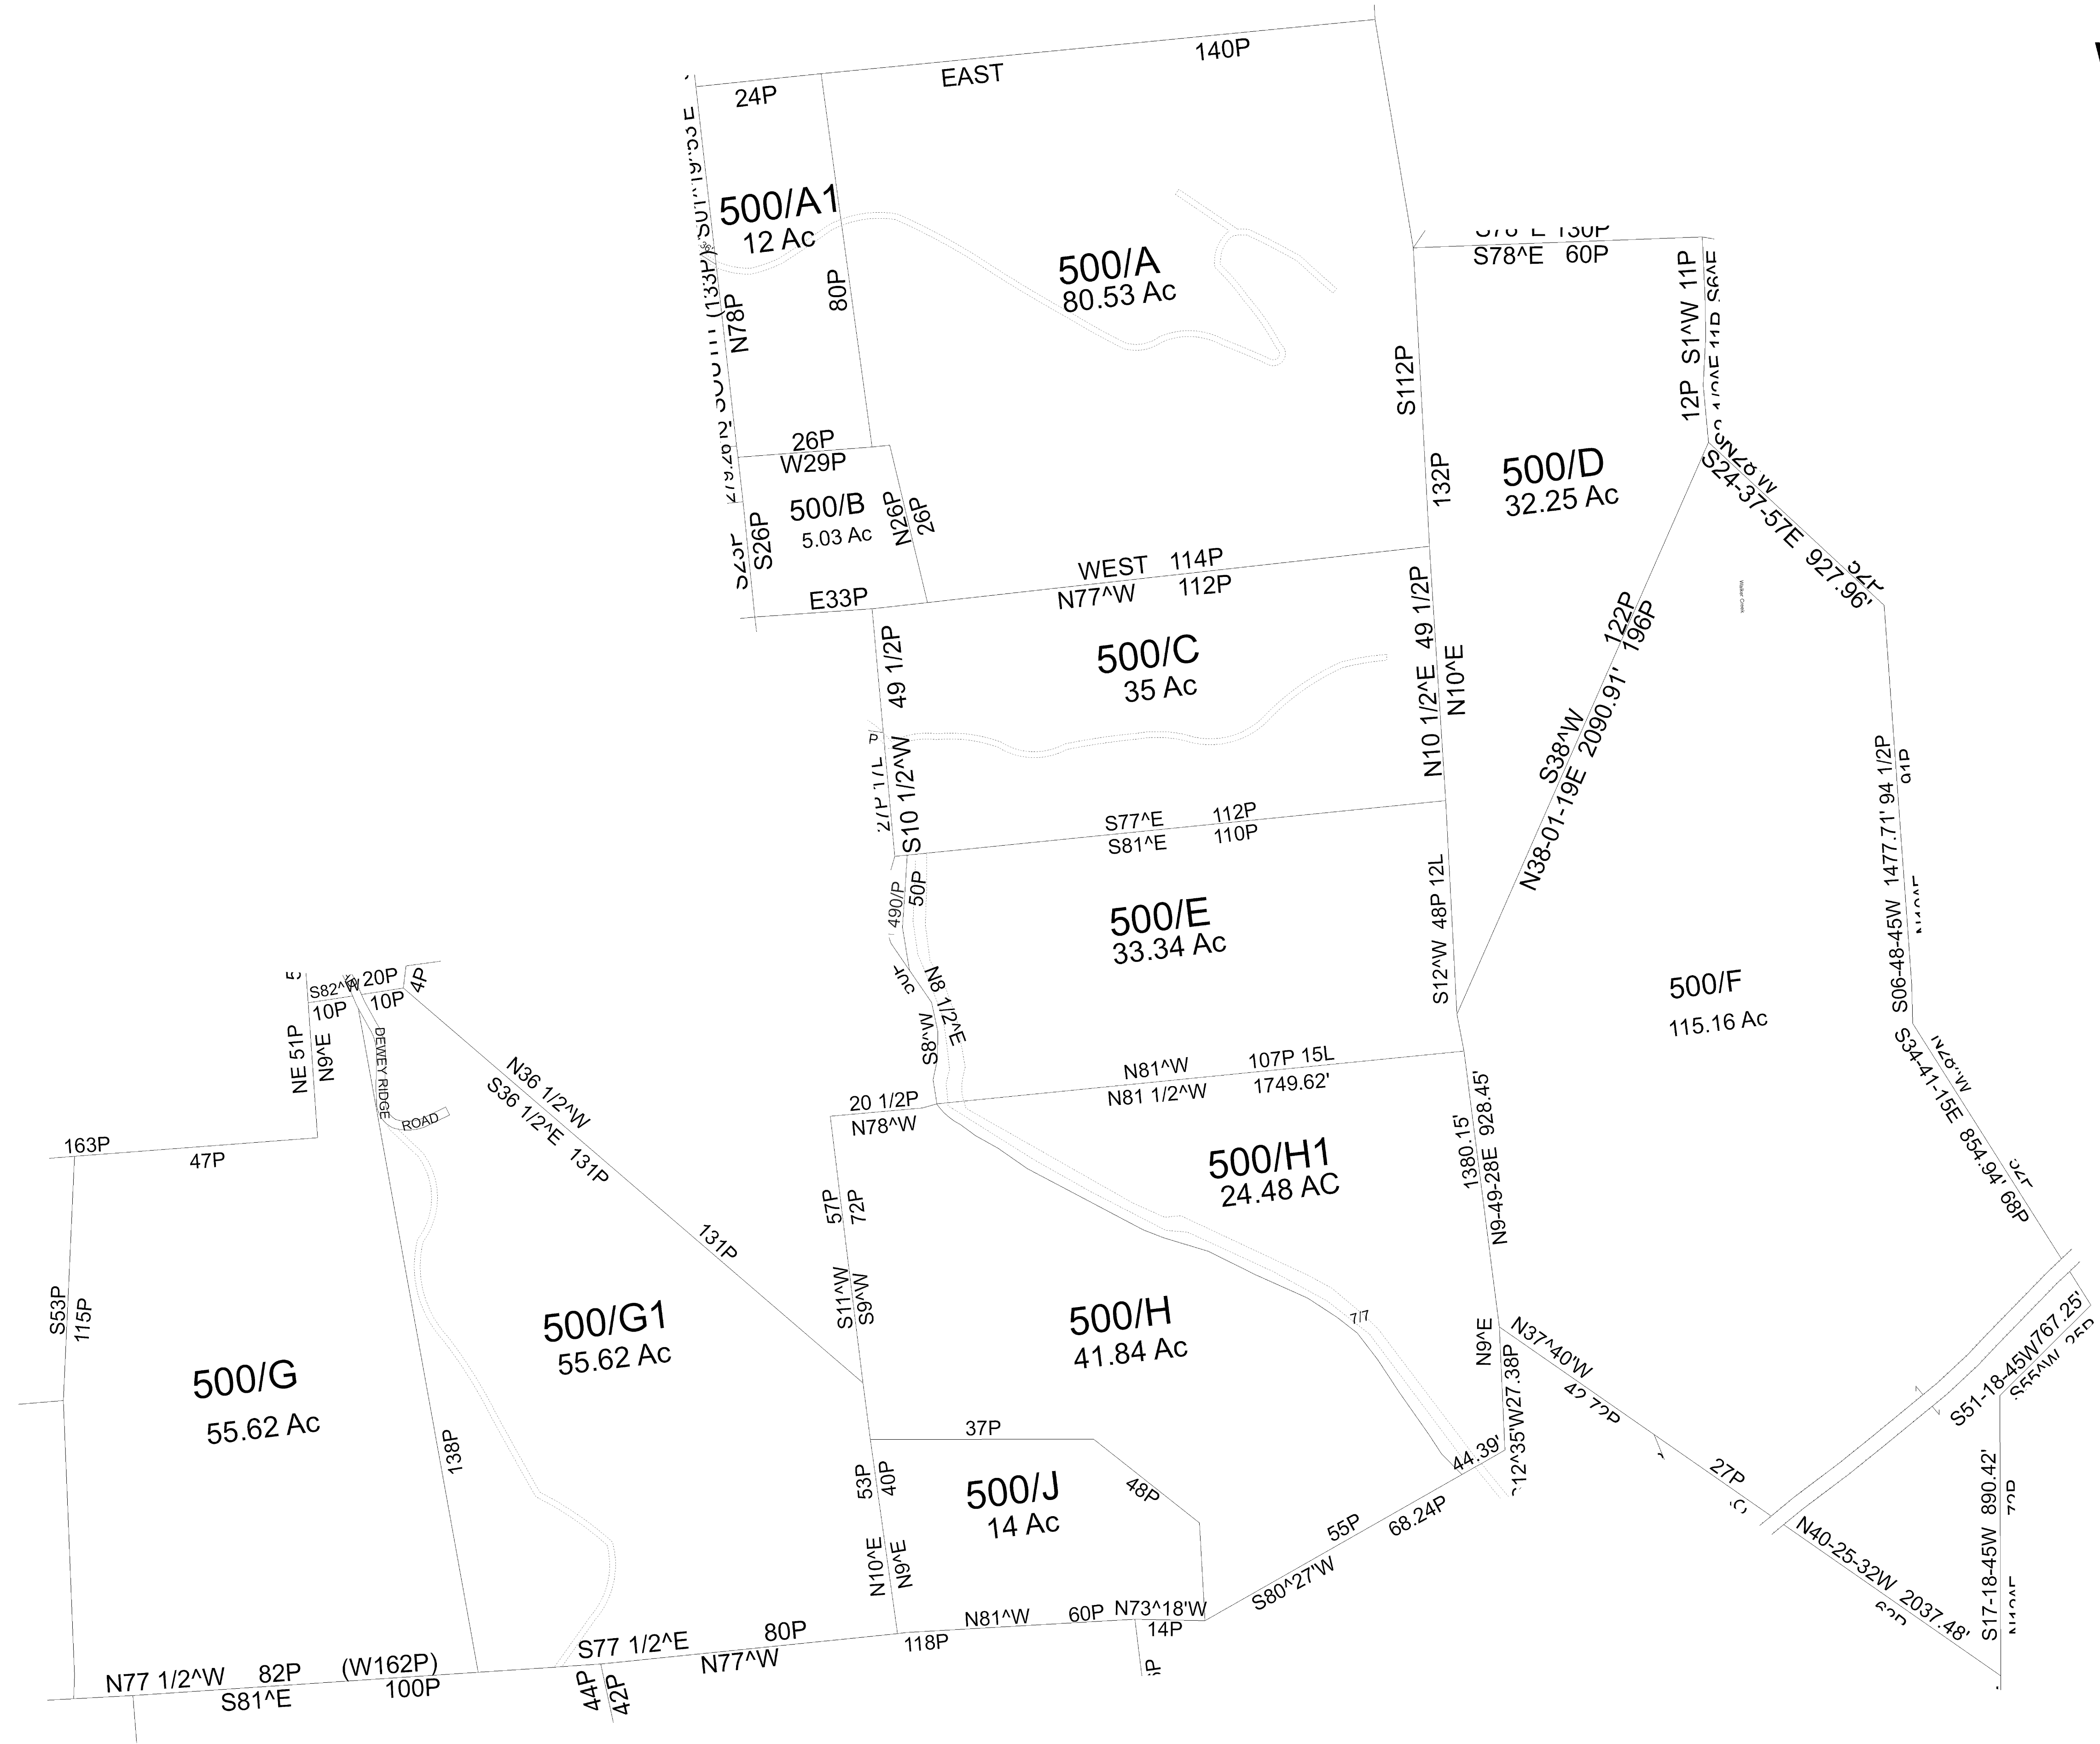 140P
EAST
24P
500/A1
12 Ac
N78P
80P
500/A
80.53 Ac
S78^E 60P
12P S1^W 11P
S112P
132P
26P
W29P
500/B
5.03 Ac
S26P
N26P
26P
E33P
500/D
32.25 Ac
S24-37-57E 927.96'
WEST 114P
N77^W 112P
500/C
35 Ac
S10 1/2^W 49 1/2P
N10 1/2^E 49 1/2P
N10^E
S38^W 122P
N38-01-19E 2090.91' 196P
Walker Creek
S77^E 112P
S81^E 110P
P
490/P
50P
500/E
33.34 Ac
N8 1/2^E
S8^W
S12^W 48P 12L
S06-48-45W 1477.71' 94 1/2P
500/F
115.16 Ac
S34-41-15E 854.94' 68P
S82^W
20P
4P
10P
10P
NE 51P
N9^E
DEWEY RIDGE
ROAD
N36 1/2^W
S36 1/2^E 131P
131P
163P
47P
20 1/2P
N78^W
N81^W 107P 15L
N81 1/2^W 1749.62'
500/H1
24.48 AC
1380.15'
N9-49-28E 928.45'
S53P
115P
500/G
55.62 Ac
500/G1
55.62 Ac
138P
S11^W 57P
S9^W 72P
500/H
41.84 Ac
7/7
N9^E
N37^40'W
42.72P
27P
S51-18-45W 767.25'
37P
53P
40P
500/J
14 Ac
48P
N10^E
N9^E
44.39'
55P
68.24P
S80^27'W
N40-25-32W 2037.48'
S17-18-45W 890.42'
N81^W 60P
N73^18'W
14P
118P
S77 1/2^E 80P
N77^W
N77 1/2^W 82P (W162P)
S81^E 100P
44P
42P